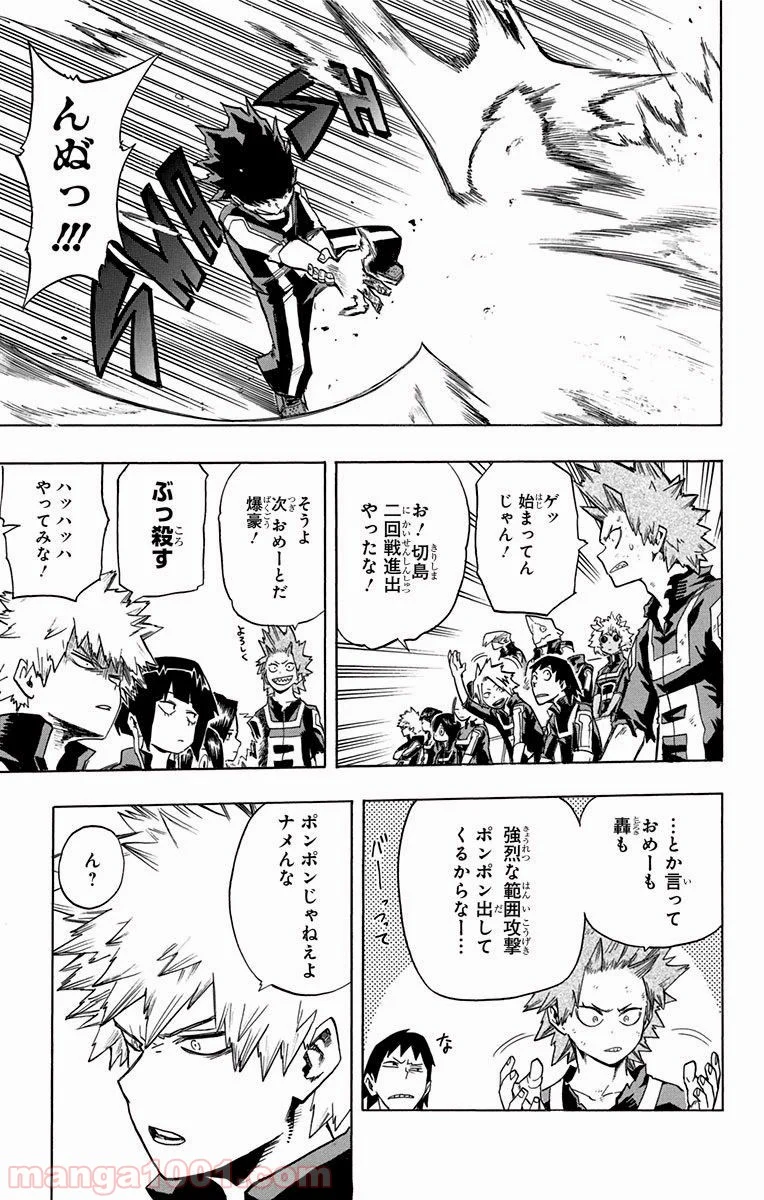 んぬっ!!!
SMASH
ゲッ
始まってん
じゃん!
お!切島
二回戦進出
やったな!
そうよ
次おめーとだ
爆豪!
よろしく
ぶっ殺す
ハッハッハ
やってみな!
…とか言って
おめーも
轟も
強烈な範囲攻撃
ポンポン出して
くるからなー…
バーッて
な
ポンポンじゃねえよ
ナメんな
ん?
manga1001.com